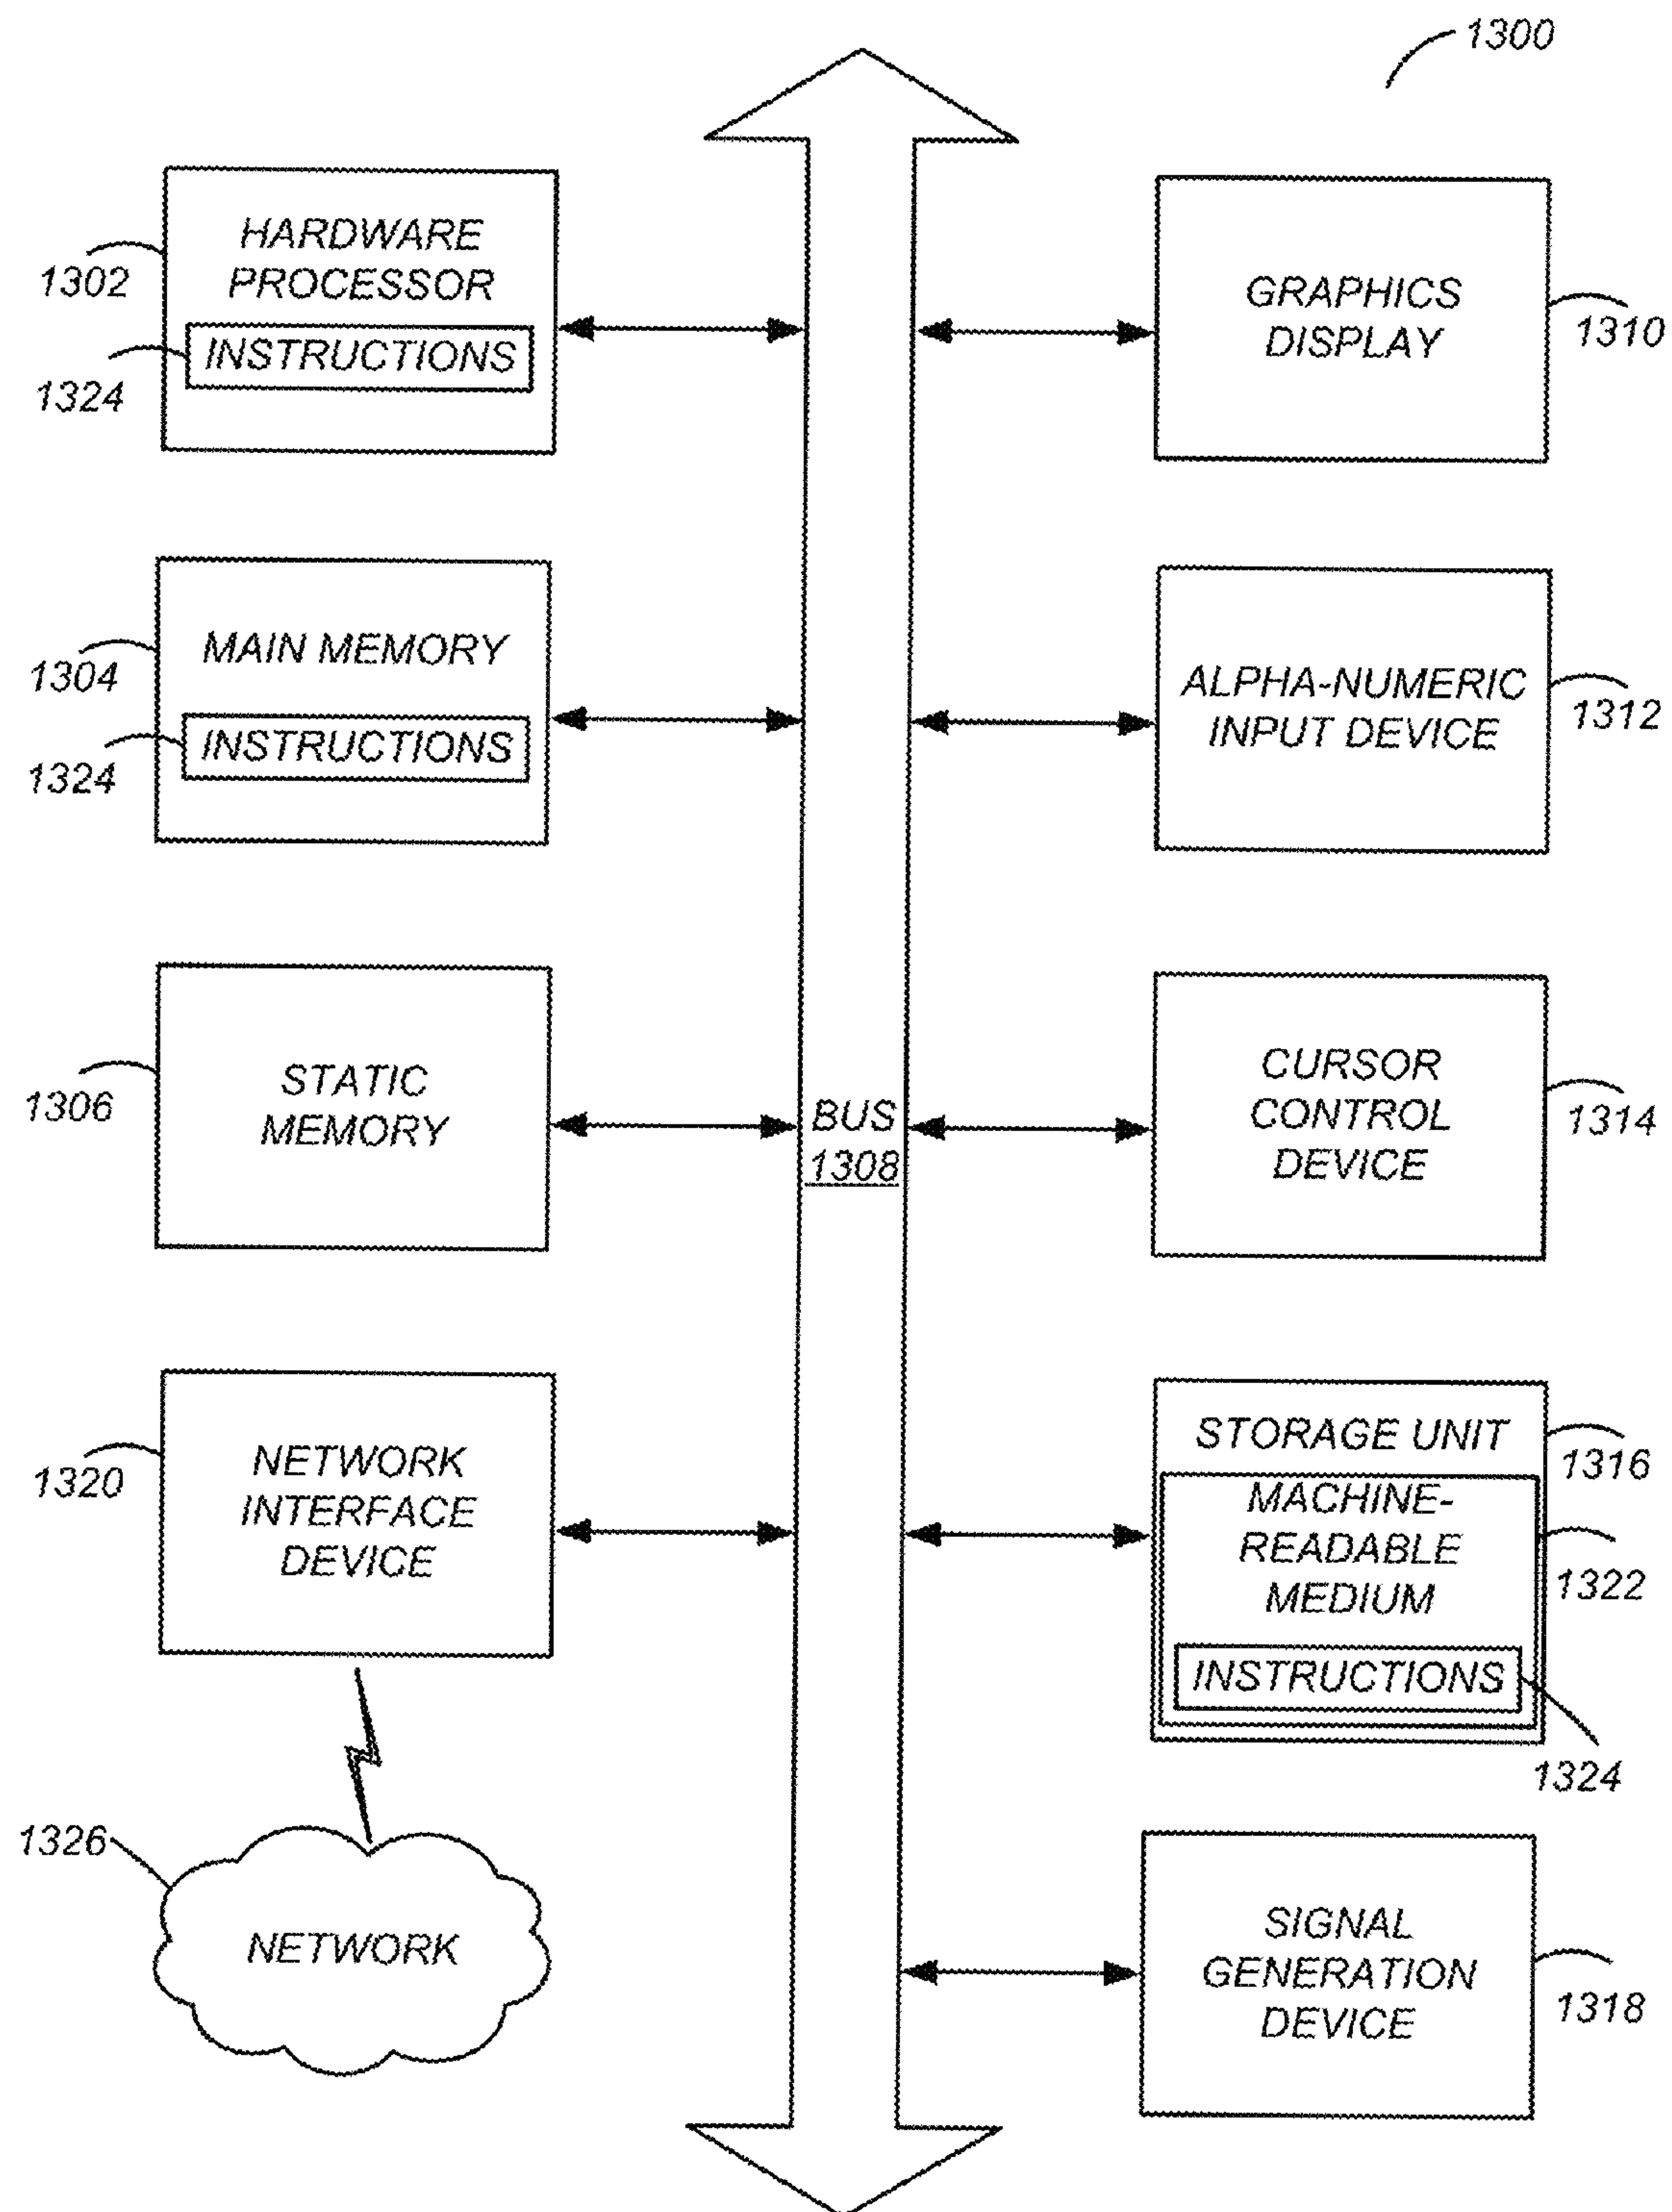 1300
HARDWARE
PROCESSOR
1302
INSTRUCTIONS
1324
MAIN MEMORY
1304
INSTRUCTIONS
1324
STATIC
MEMORY
1306
NETWORK
INTERFACE
DEVICE
1320
1326
NETWORK
BUS
1308
GRAPHICS
DISPLAY
1310
ALPHA-NUMERIC
INPUT DEVICE
1312
CURSOR
CONTROL
DEVICE
1314
STORAGE UNIT
1316
MACHINE-
READABLE
MEDIUM
1322
INSTRUCTIONS
1324
SIGNAL
GENERATION
DEVICE
1318